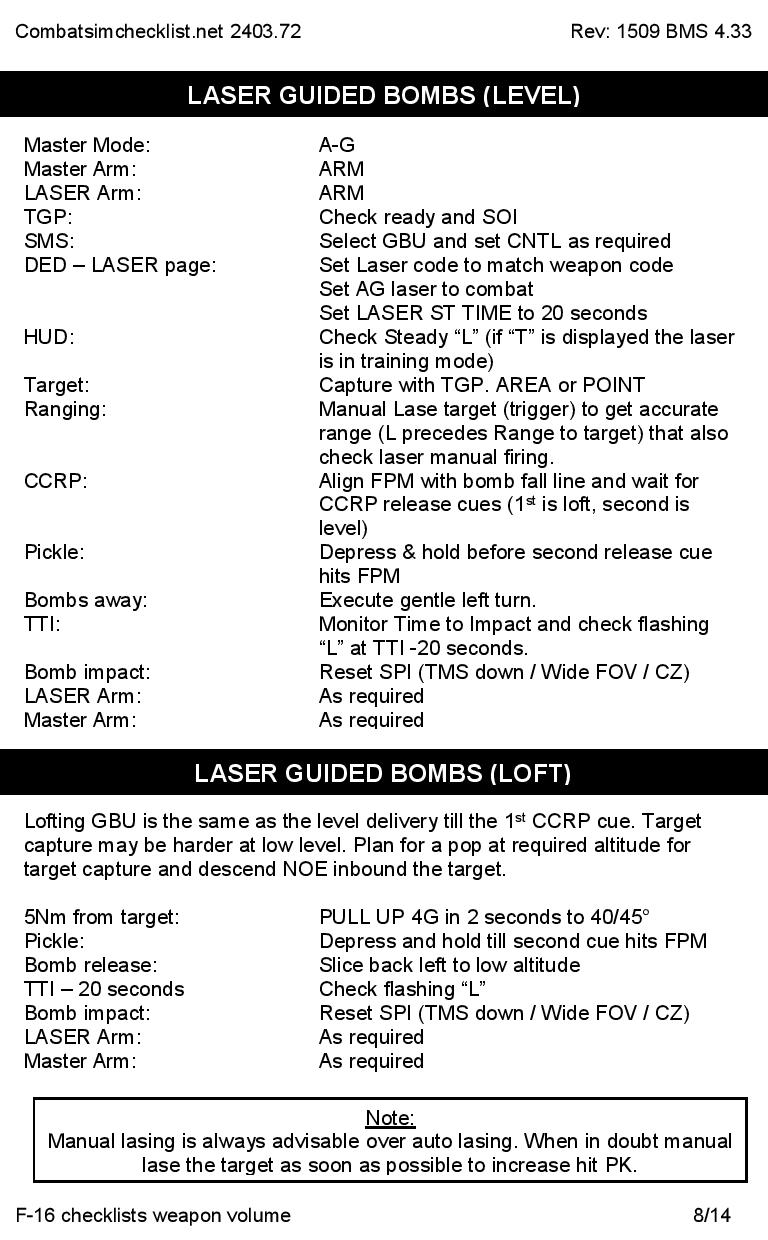 Combatsimchecklist.net 2403.72 Rev: 1509 BMS 4.33
LASER GUIDED BOMBS (LEVEL)
Master Mode: A-G
Master Arm: ARM
LASER Arm: ARM
TGP: Check ready and SOI
SMS: Select GBU and set CNTL as required
DED – LASER page: Set Laser code to match weapon code
Set AG laser to combat
Set LASER ST TIME to 20 seconds
HUD: Check Steady “L” (if “T” is displayed the laser
is in training mode)
Target: Capture with TGP. AREA or POINT
Ranging: Manual Lase target (trigger) to get accurate
range (L precedes Range to target) that also
check laser manual firing.
CCRP: Align FPM with bomb fall line and wait for
CCRP release cues (1st is loft, second is
level)
Pickle: Depress & hold before second release cue
hits FPM
Bombs away: Execute gentle left turn.
TTI: Monitor Time to Impact and check flashing
“L” at TTI -20 seconds.
Bomb impact: Reset SPI (TMS down / Wide FOV / CZ)
LASER Arm: As required
Master Arm: As required
LASER GUIDED BOMBS (LOFT)
Lofting GBU is the same as the level delivery till the 1st CCRP cue. Target
capture may be harder at low level. Plan for a pop at required altitude for
target capture and descend NOE inbound the target.
5Nm from target: PULL UP 4G in 2 seconds to 40/45°
Pickle: Depress and hold till second cue hits FPM
Bomb release: Slice back left to low altitude
TTI – 20 seconds Check flashing “L”
Bomb impact: Reset SPI (TMS down / Wide FOV / CZ)
LASER Arm: As required
Master Arm: As required
Note:
Manual lasing is always advisable over auto lasing. When in doubt manual
lase the target as soon as possible to increase hit PK.
F-16 checklists weapon volume 8/14